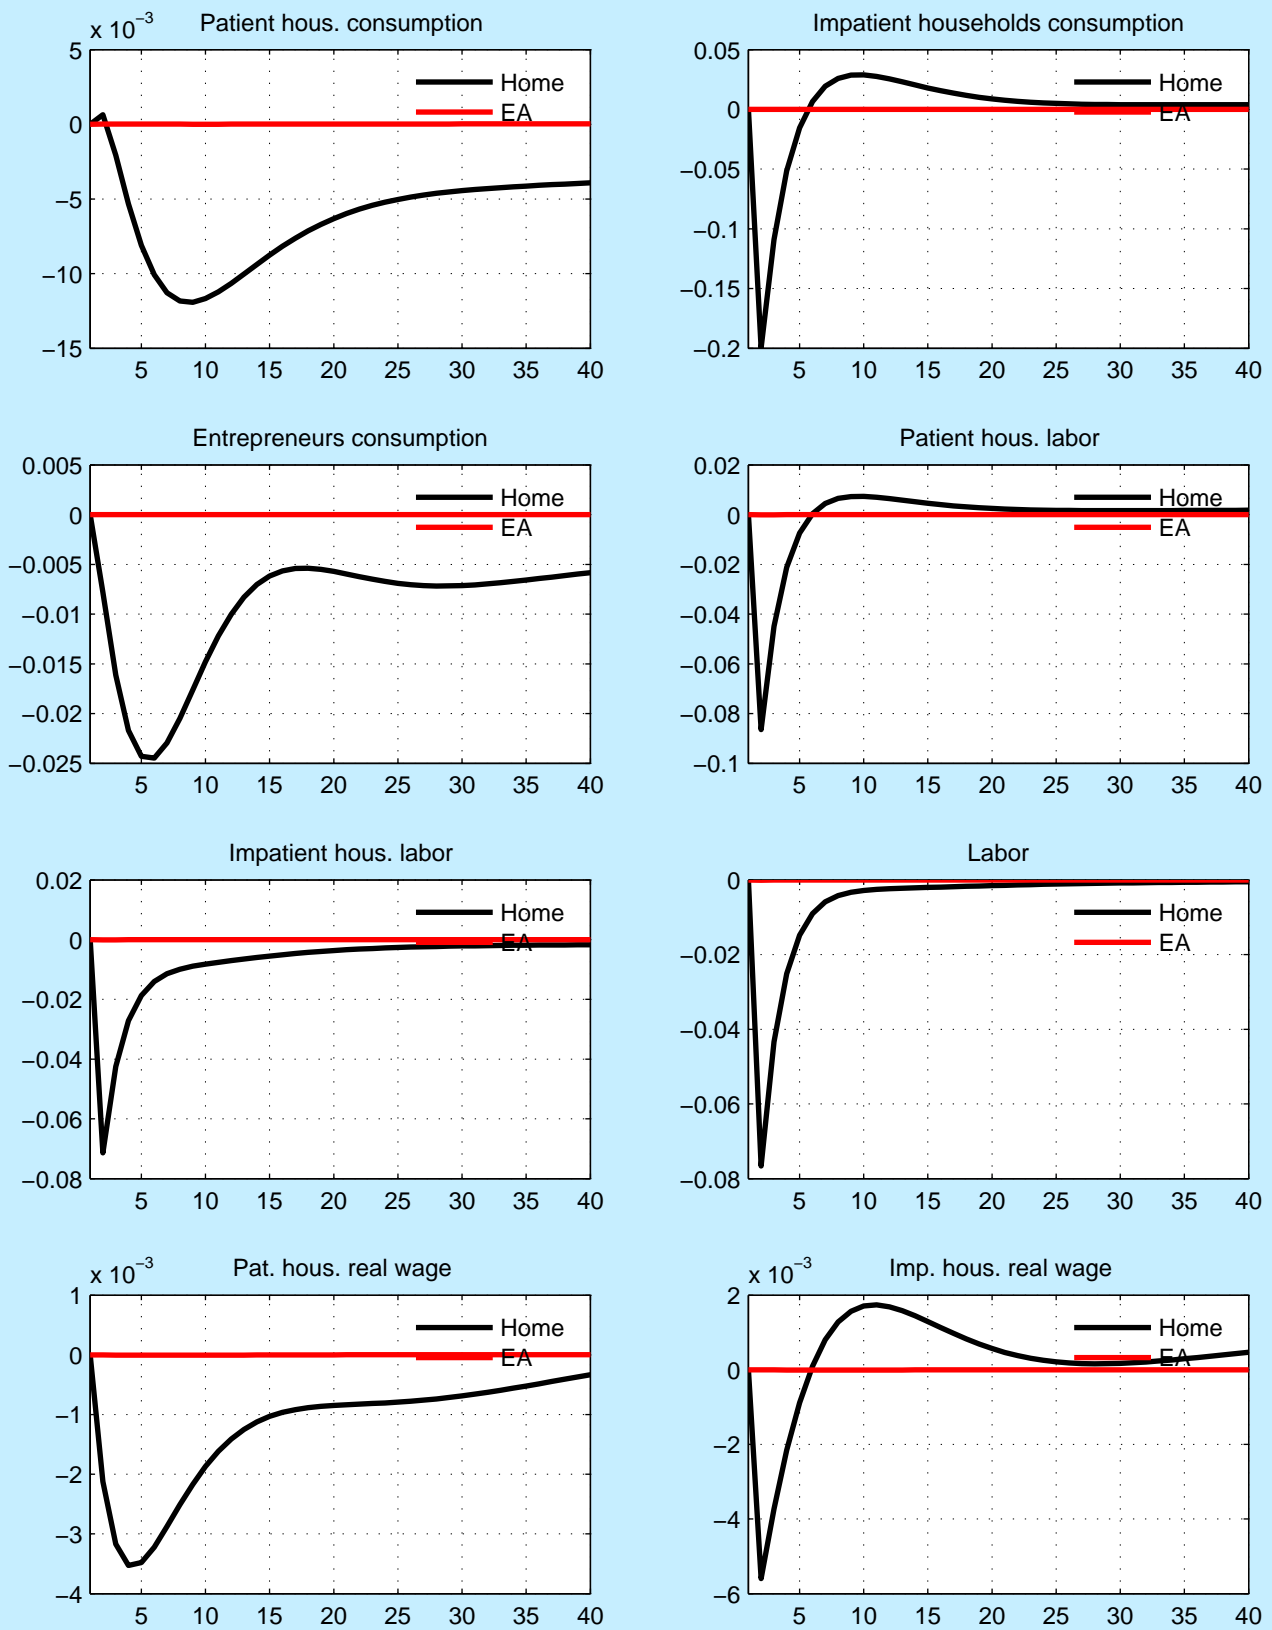 Patient hous. consumption
x 10−3
5
0
−5
−10
−15
5 10 15 20 25 30 35 40
Home
EA
Impatient households consumption
0.05
0
−0.05
−0.1
−0.15
−0.2
5 10 15 20 25 30 35 40
Home
EA
Entrepreneurs consumption
0.005
0
−0.005
−0.01
−0.015
−0.02
−0.025
5 10 15 20 25 30 35 40
Home
EA
Patient hous. labor
0.02
0
−0.02
−0.04
−0.06
−0.08
−0.1
5 10 15 20 25 30 35 40
Home
EA
Impatient hous. labor
0.02
0
−0.02
−0.04
−0.06
−0.08
5 10 15 20 25 30 35 40
Home
EA
Labor
0
−0.02
−0.04
−0.06
−0.08
5 10 15 20 25 30 35 40
Home
EA
Pat. hous. real wage
x 10−3
1
0
−1
−2
−3
−4
5 10 15 20 25 30 35 40
Home
EA
Imp. hous. real wage
x 10−3
2
0
−2
−4
−6
5 10 15 20 25 30 35 40
Home
EA